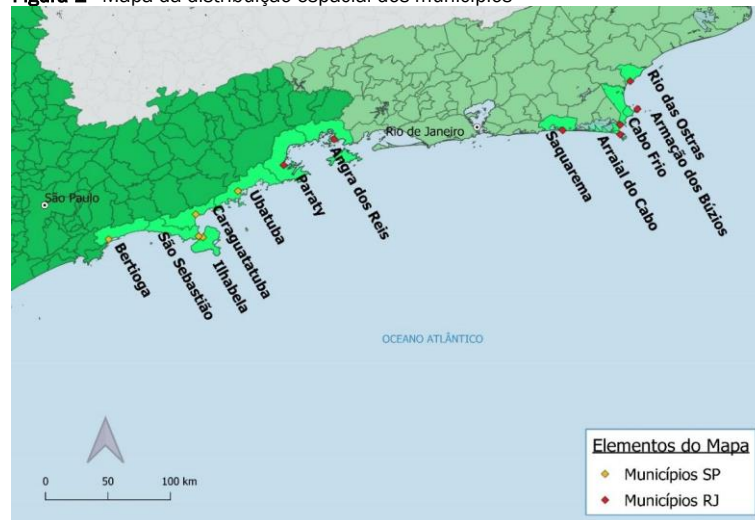 Figura 2 - Mapa da distribuição espacial dos municípios
Rio de Janeiro
São Paulo
Bertioga
São Sebastião
Ilhabela
Caraguatatuba
Ubatuba
Paraty
Angra dos Reis
Saquarema
Arraial do Cabo
Cabo Frio
Armação dos Búzios
Rio das Ostras
OCEANO ATLÂNTICO
0 50 100 km
Elementos do Mapa
Municípios SP
Municípios RJ